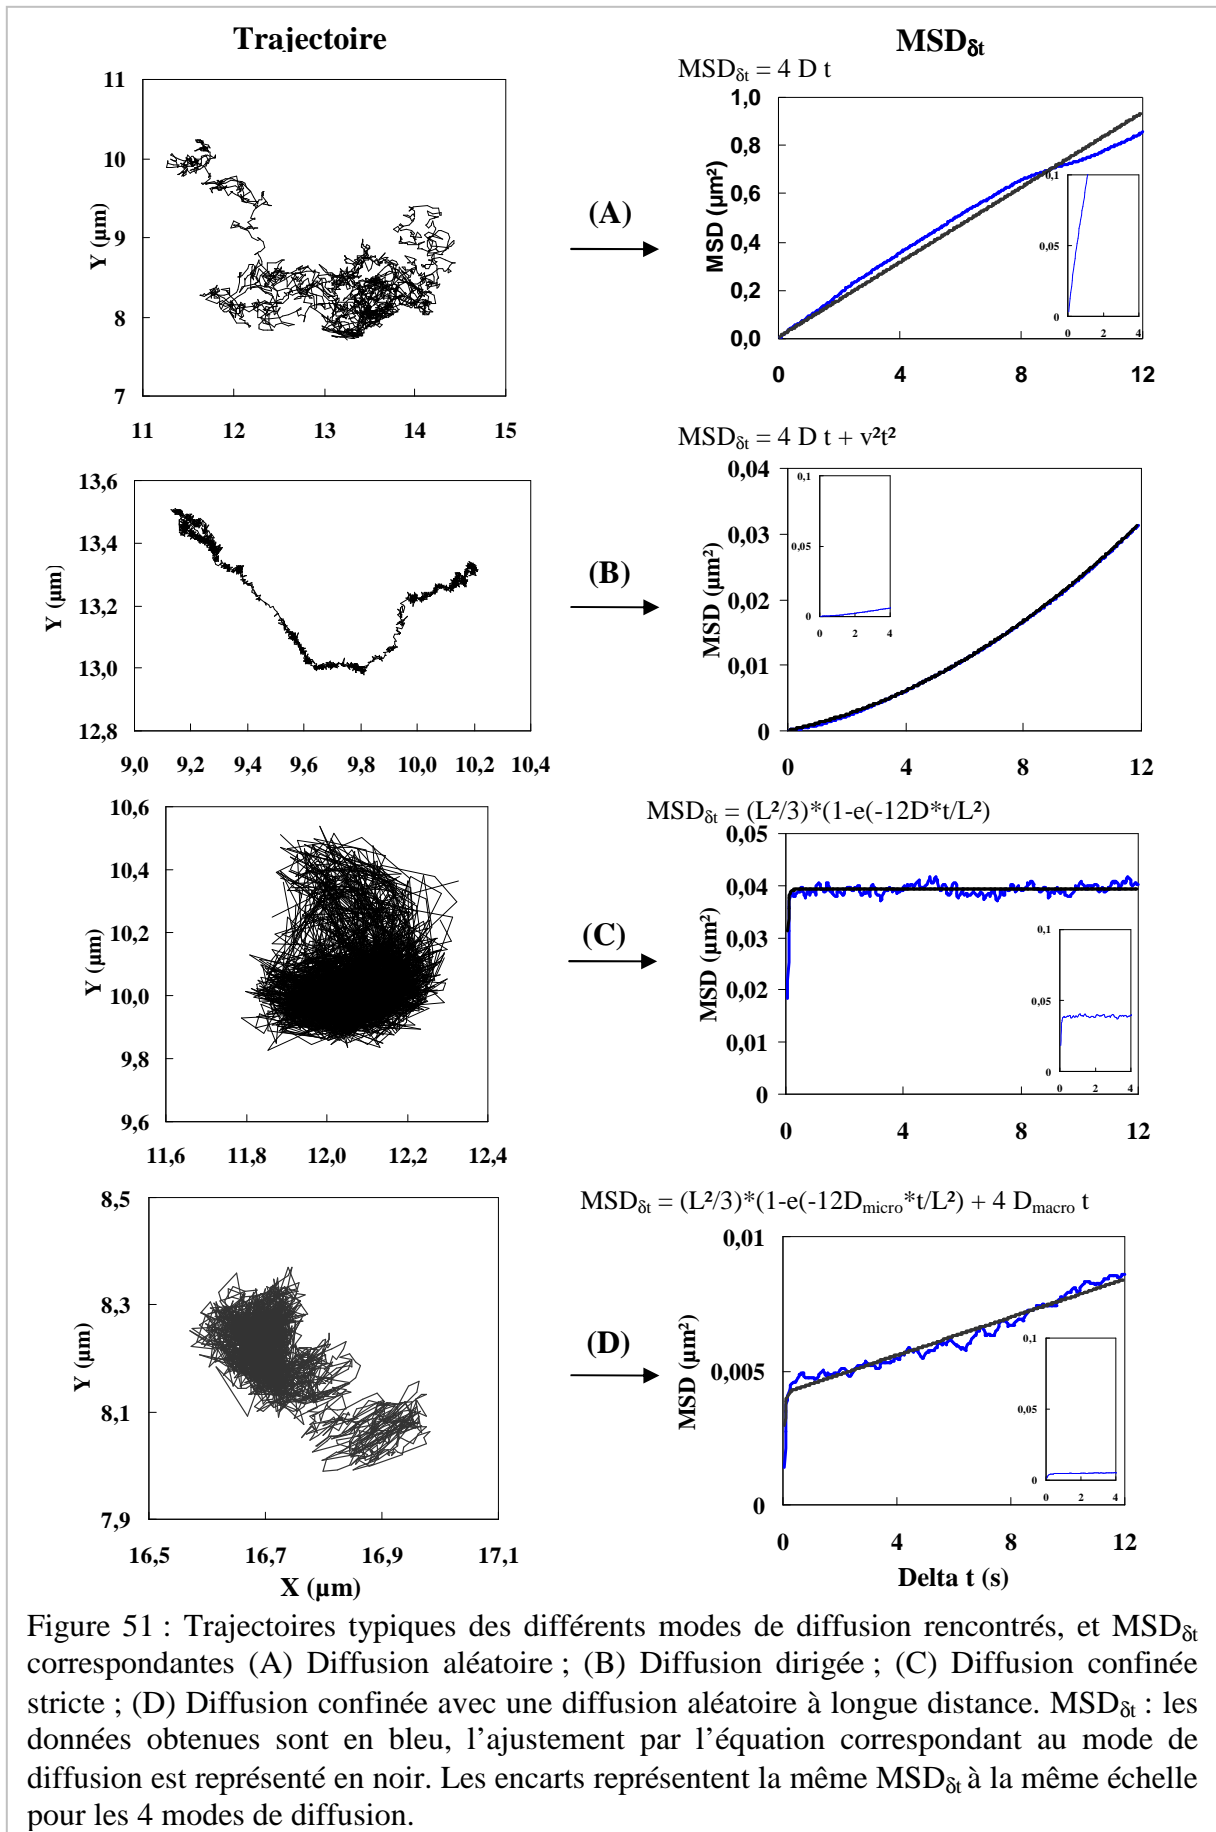 Trajectoire
MSDδt
MSDδt = 4 D t
11
10
9
8
7
Y (µm)
11 12 13 14 15
(A)
1,0
0,8
0,6
0,4
0,2
0,0
MSD (µm²)
0 4 8 12
0,1
0,05
0
0 2 4
MSDδt = 4 D t + v²t²
13,6
13,4
13,2
13,0
12,8
Y (µm)
9,0 9,2 9,4 9,6 9,8 10,0 10,2 10,4
(B)
0,04
0,03
0,02
0,01
0
MSD (µm²)
0 4 8 12
0,1
0,05
0
0 2 4
MSDδt = (L²/3)*(1-e(-12D*t/L²)
10,6
10,4
10,2
10,0
9,8
9,6
Y (µm)
11,6 11,8 12,0 12,2 12,4
(C)
0,05
0,04
0,03
0,02
0,01
0
MSD (µm²)
0 4 8 12
0,1
0,05
0
0 2 4
MSDδt = (L²/3)*(1-e(-12Dmicro*t/L²) + 4 Dmacro t
8,5
8,3
8,1
7,9
Y (µm)
16,5 16,7 16,9 17,1
X (µm)
(D)
0,01
0,005
0
MSD (µm²)
0 4 8 12
Delta t (s)
0,1
0,05
0
0 2 4
Figure 51 : Trajectoires typiques des différents modes de diffusion rencontrés, et MSDδt
correspondantes (A) Diffusion aléatoire ; (B) Diffusion dirigée ; (C) Diffusion confinée
stricte ; (D) Diffusion confinée avec une diffusion aléatoire à longue distance. MSDδt : les
données obtenues sont en bleu, l’ajustement par l’équation correspondant au mode de
diffusion est représenté en noir. Les encarts représentent la même MSDδt à la même échelle
pour les 4 modes de diffusion.